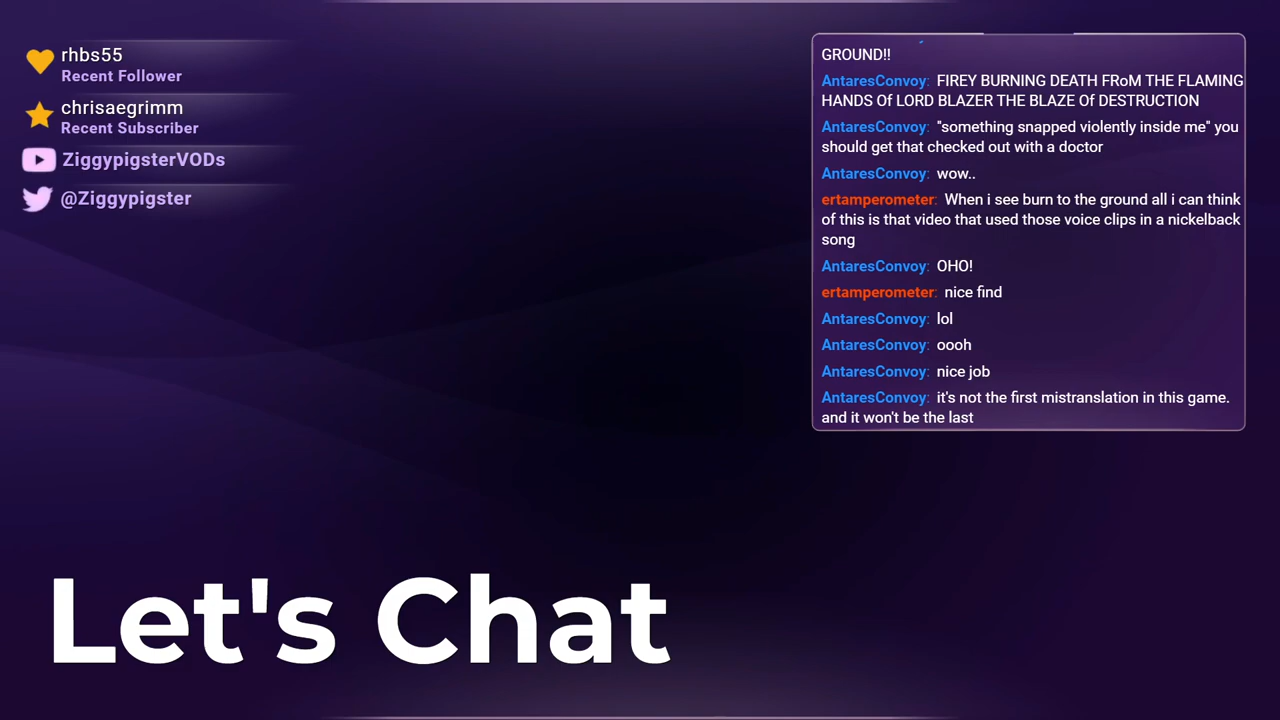 rhbs55
Recent Follower
chrisaegrimm
Recent Subscriber
ZiggypigsterVODs
@Ziggypigster
GROUND!!
AntaresConvoy: FIREY BURNING DEATH FRoM THE FLAMING
HANDS Of LORD BLAZER THE BLAZE Of DESTRUCTION
AntaresConvoy: "something snapped violently inside me" you
should get that checked out with a doctor
AntaresConvoy: wow..
ertamperometer: When i see burn to the ground all i can think
of this is that video that used those voice clips in a nickelback
song
AntaresConvoy: OHO!
ertamperometer: nice find
AntaresConvoy: lol
AntaresConvoy: oooh
AntaresConvoy: nice job
AntaresConvoy: it's not the first mistranslation in this game.
and it won't be the last
Let's Chat